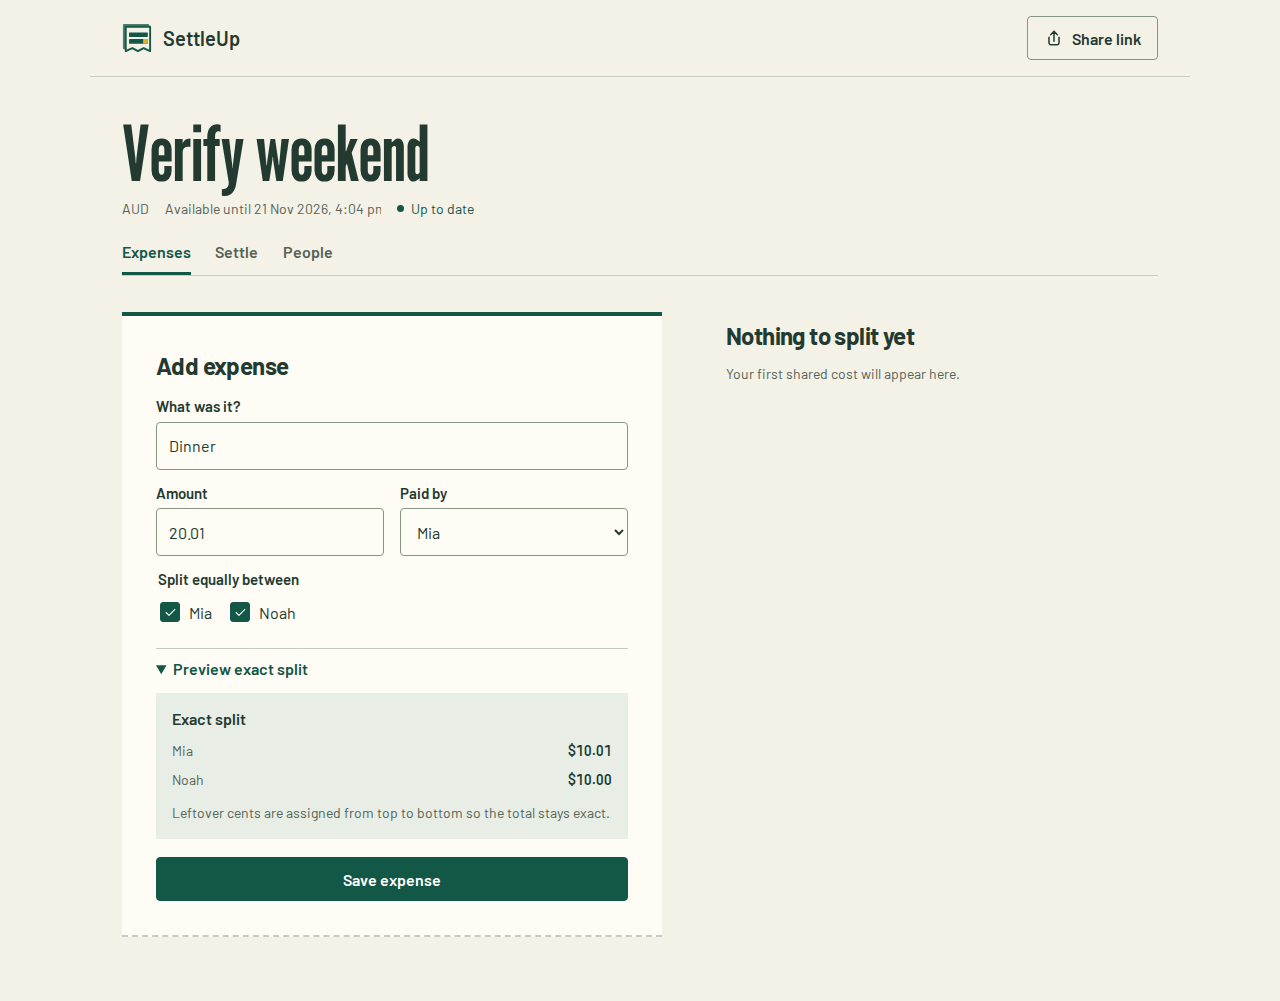 SettleUp
Share link
Verify weekend
AUD Available until 21 Nov 2026, 4:04 pn Up to date
Expenses Settle People
Add expense
What was it?
Dinner
Amount Paid by
20.01 Mia
Split equally between
Mia Noah
Preview exact split
Exact split
Mia $10.01
Noah $10.00
Leftover cents are assigned from top to bottom so the total stays exact.
Save expense
Nothing to split yet
Your first shared cost will appear here.